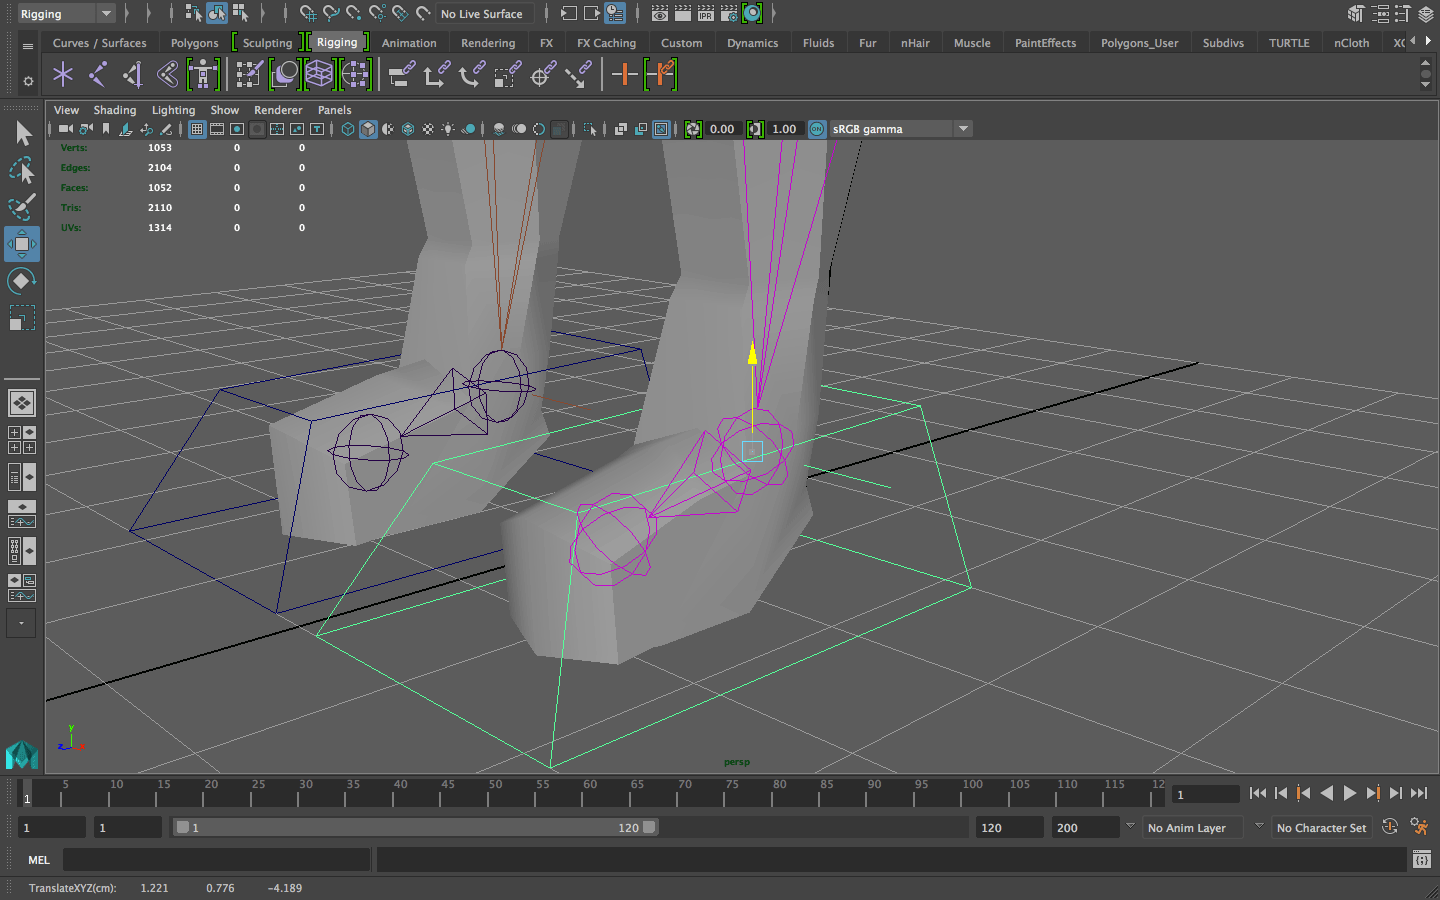 Rigging
No Live Surface
IPR
Curves / Surfaces Polygons Sculpting Rigging Animation Rendering FX FX Caching Custom Dynamics Fluids Fur nHair Muscle PaintEffects Polygons_User Subdivs TURTLE nCloth
View Shading Lighting Show Renderer Panels
0.00 1.00 ON sRGB gamma
Verts: 1053 0 0
Edges: 2104 0 0
Faces: 1052 0 0
Tris: 2110 0 0
UVs: 1314 0 0
y
z x
persp
1 5 10 15 20 25 30 35 40 45 50 55 60 65 70 75 80 85 90 95 100 105 110 115 12 1
1 1 1 120 120 200 No Anim Layer No Character Set
MEL
TranslateXYZ(cm): 1.221 0.776 -4.189